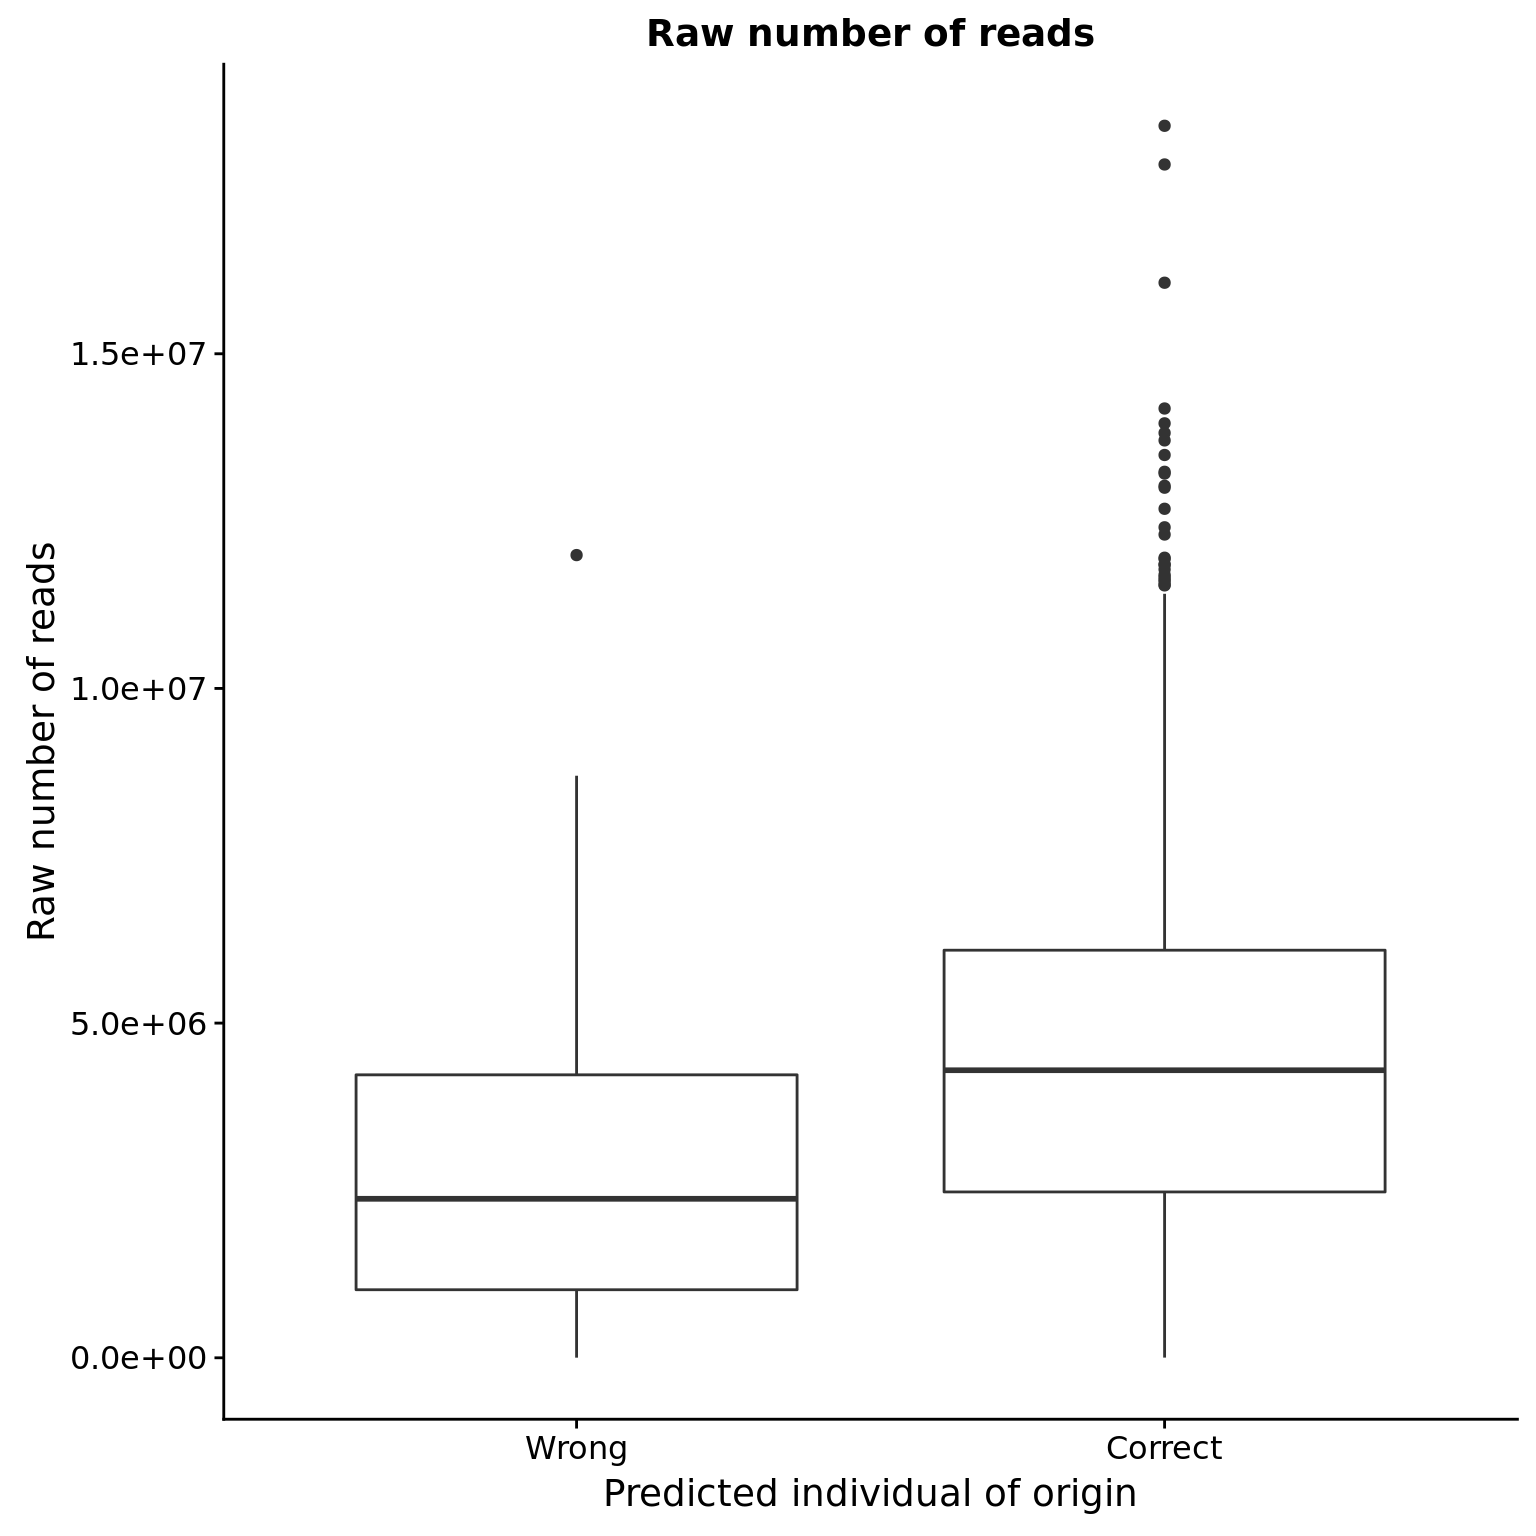 Raw number of reads
Raw number of reads
1.5e+07
1.0e+07
5.0e+06
0.0e+00
Wrong
Correct
Predicted individual of origin